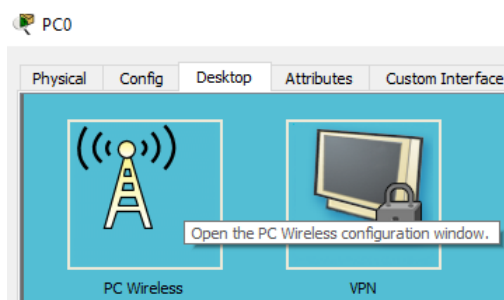 PC0
Physical Config Desktop Attributes Custom Interface
Open the PC Wireless configuration window.
PC Wireless VPN